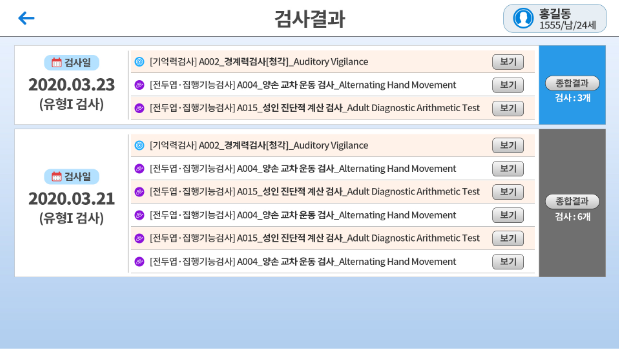 검사결과
홍길동
1555/남/24세
검사일
2020.03.23
(유형I 검사)
[기억력검사] A002_경계력검사[청각]_Auditory Vigilance 보기
[전두엽·집행기능검사] A004_양손 교차 운동 검사_Alternating Hand Movement 보기
[전두엽·집행기능검사] A015_성인 진단적 계산 검사_Adult Diagnostic Arithmetic Test 보기
종합결과
검사 : 3개
검사일
2020.03.21
(유형I 검사)
[기억력검사] A002_경계력검사[청각]_Auditory Vigilance 보기
[전두엽·집행기능검사] A004_양손 교차 운동 검사_Alternating Hand Movement 보기
[전두엽·집행기능검사] A015_성인 진단적 계산 검사_Adult Diagnostic Arithmetic Test 보기
[전두엽·집행기능검사] A004_양손 교차 운동 검사_Alternating Hand Movement 보기
[전두엽·집행기능검사] A015_성인 진단적 계산 검사_Adult Diagnostic Arithmetic Test 보기
[전두엽·집행기능검사] A004_양손 교차 운동 검사_Alternating Hand Movement 보기
종합결과
검사 : 6개